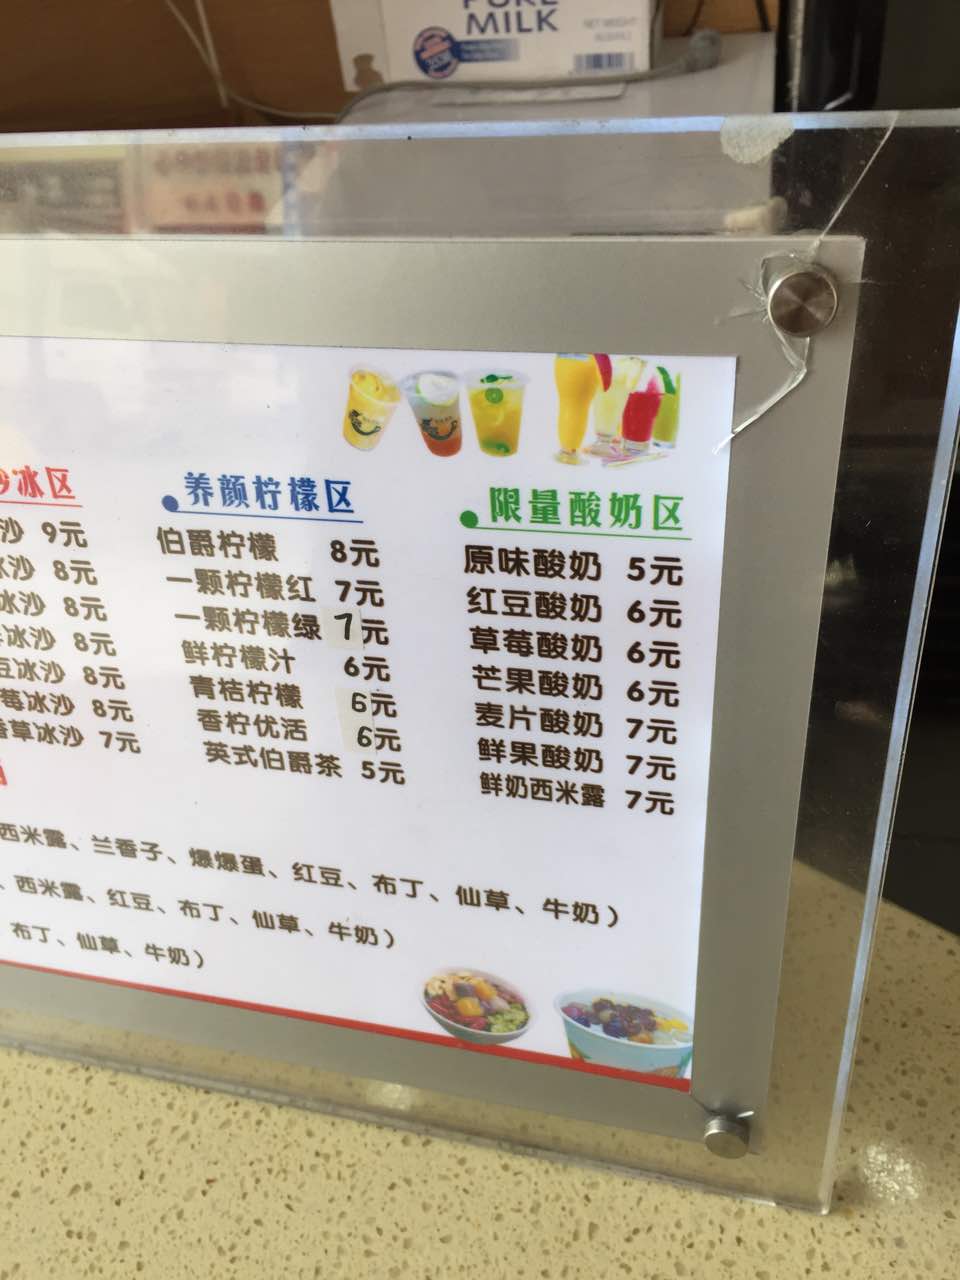 PURE
MILK
NET WEIGHT
沙冰区
沙 9元
冰沙 8元
冰沙 8元
冰沙 8元
豆冰沙 8元
莓冰沙 8元
香草冰沙 7元
养颜柠檬区
伯爵柠檬 8元
一颗柠檬红 7元
一颗柠檬绿 7元
鲜柠檬汁 6元
青桔柠檬 6元
香柠优活 6元
英式伯爵茶 5元
限量酸奶区
原味酸奶 5元
红豆酸奶 6元
草莓酸奶 6元
芒果酸奶 6元
麦片酸奶 7元
鲜果酸奶 7元
鲜奶西米露 7元
西米露、兰香子、爆爆蛋、红豆、布丁、仙草、牛奶）
、西米露、红豆、布丁、仙草、牛奶）
布丁、仙草、牛奶）